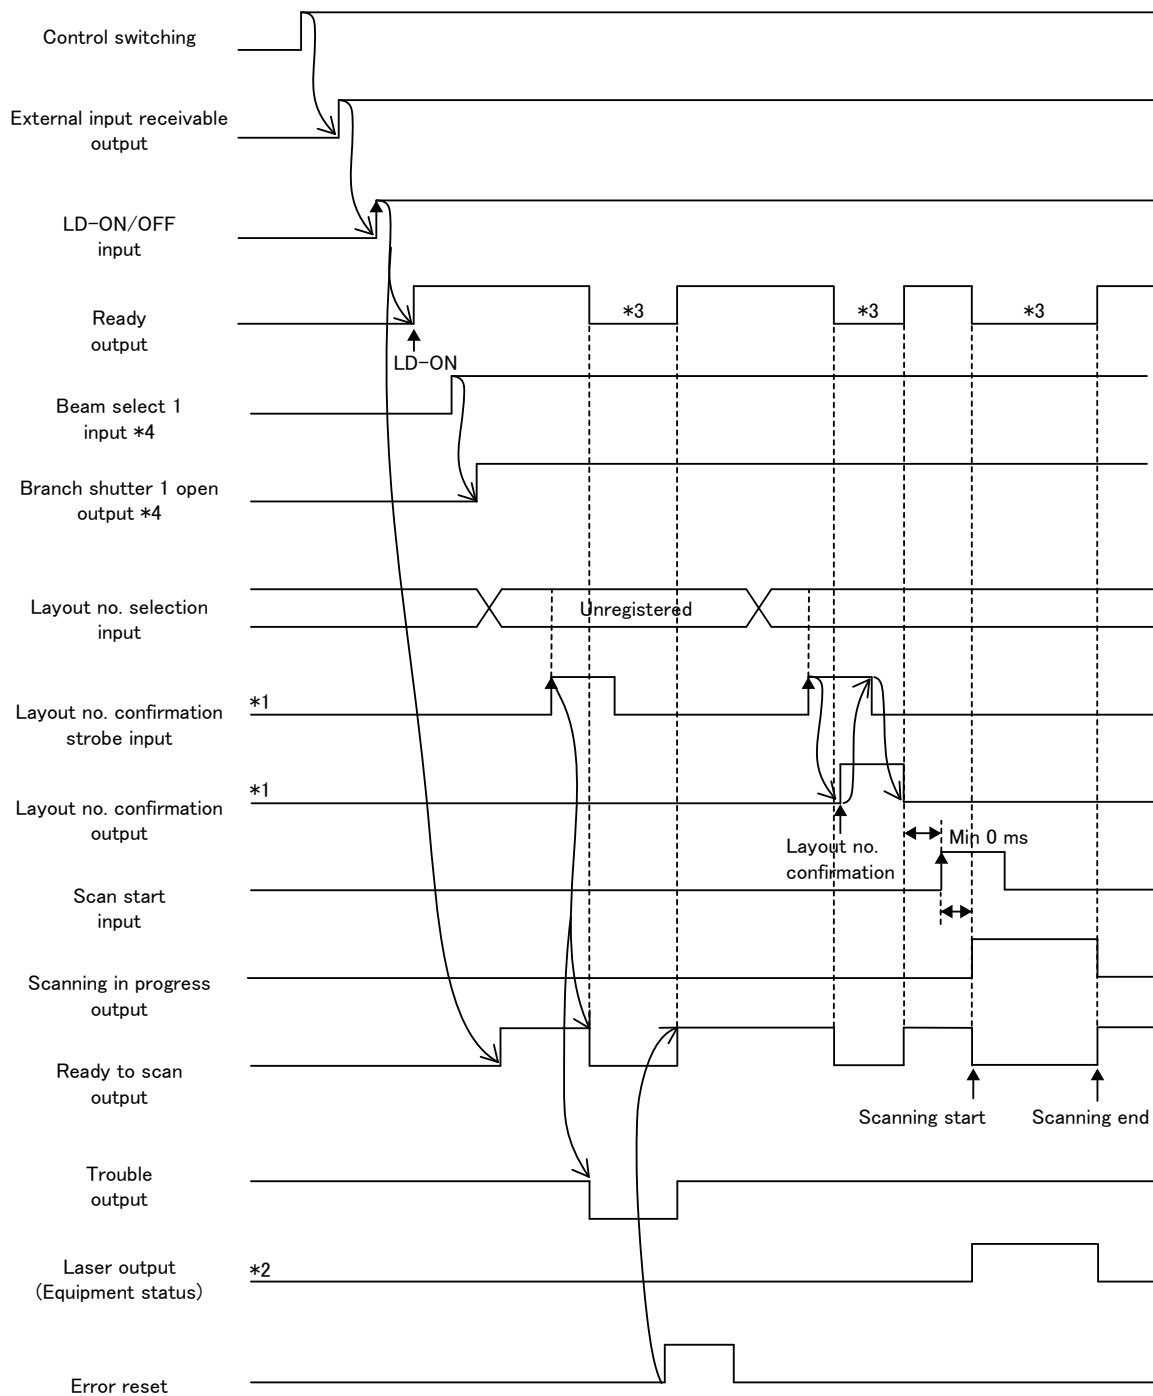 Control switching
External input receivable
output
LD-ON/OFF
input
Ready
output
*3
*3
*3
LD-ON
Beam select 1
input *4
Branch shutter 1 open
output *4
Layout no. selection
input
Unregistered
Layout no. confirmation
strobe input
*1
Layout no. confirmation
output
*1
Layout no.
confirmation
Min 0 ms
Scan start
input
Scanning in progress
output
Ready to scan
output
Scanning start
Scanning end
Trouble
output
Laser output
(Equipment status)
*2
Error reset